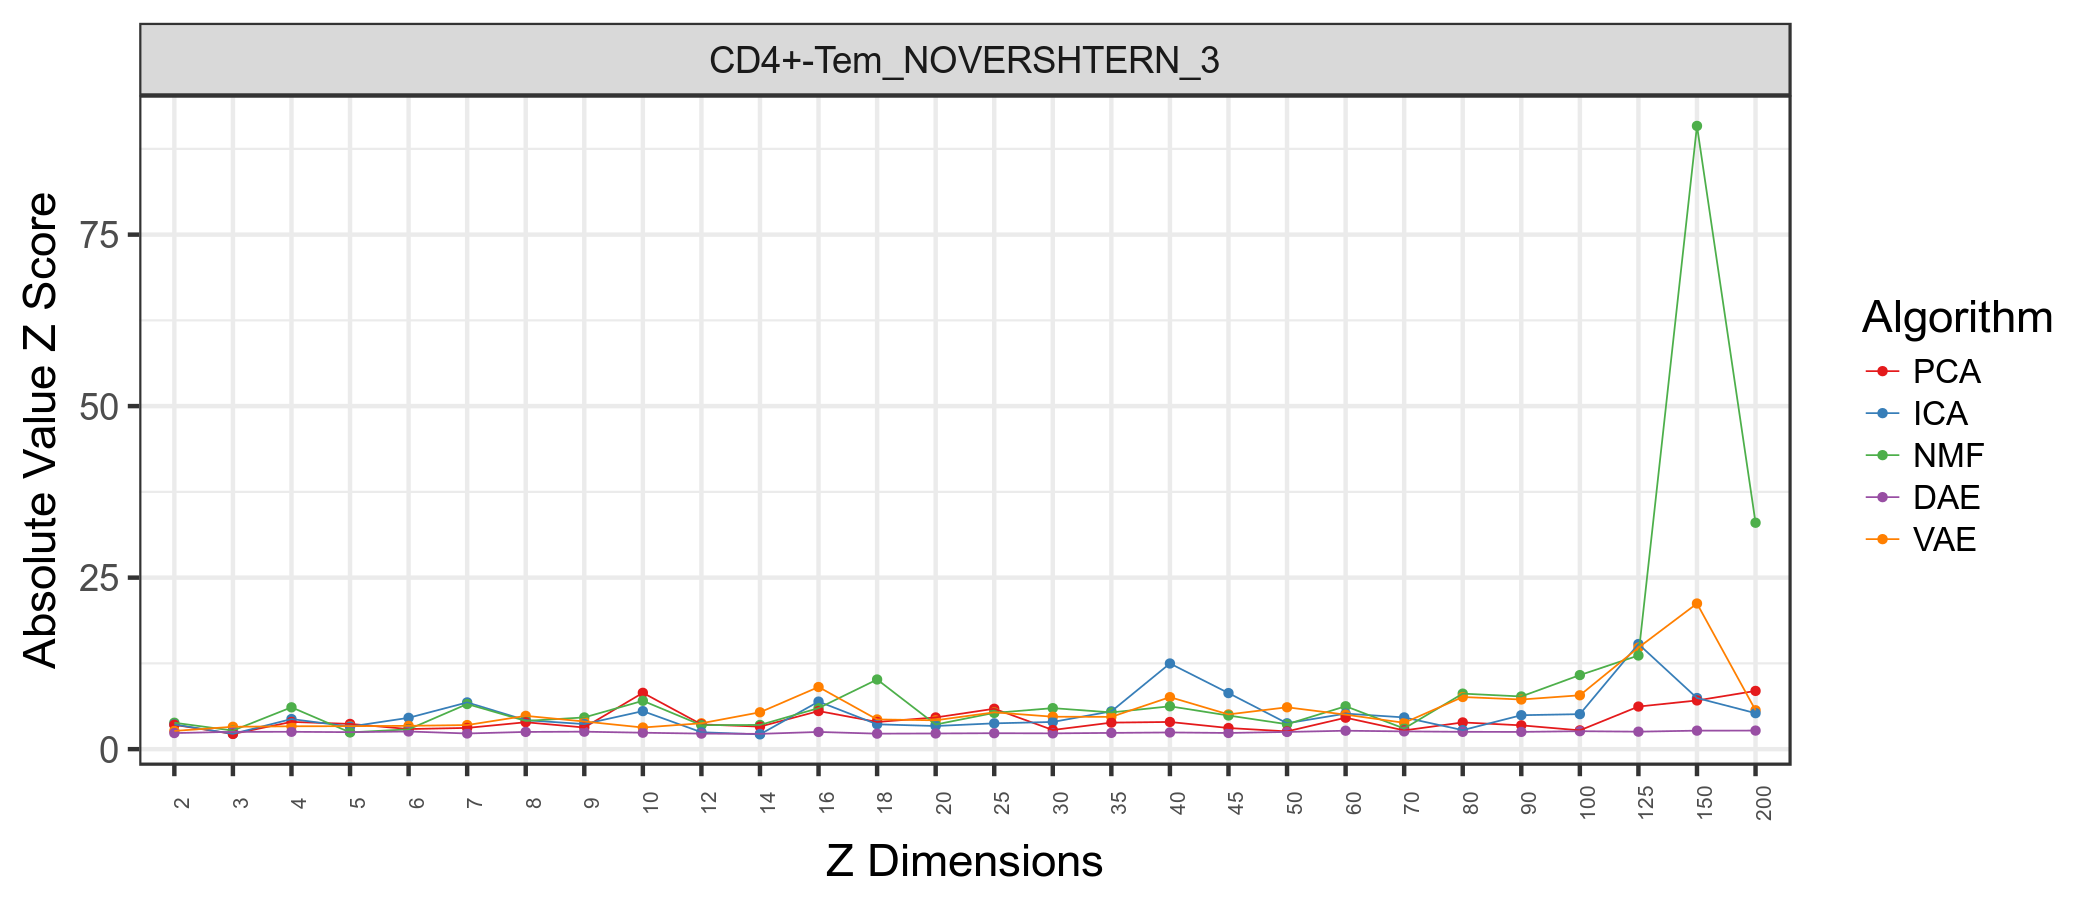 CD4+-Tem_NOVERSHTERN_3
Absolute Value Z Score
75
50
25
0
2 3 4 5 6 7 8 9 10 12 14 16 18 20 25 30 35 40 45 50 60 70 80 90 100 125 150 200
Z Dimensions
Algorithm
PCA
ICA
NMF
DAE
VAE